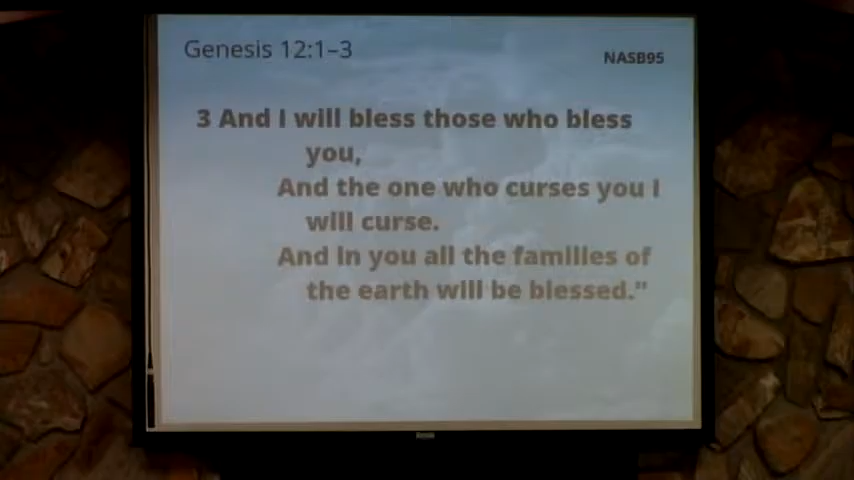 Genesis 12:1–3
NASB95
3 And I will bless those who bless
you,
And the one who curses you I
will curse.
And in you all the families of
the earth will be blessed."